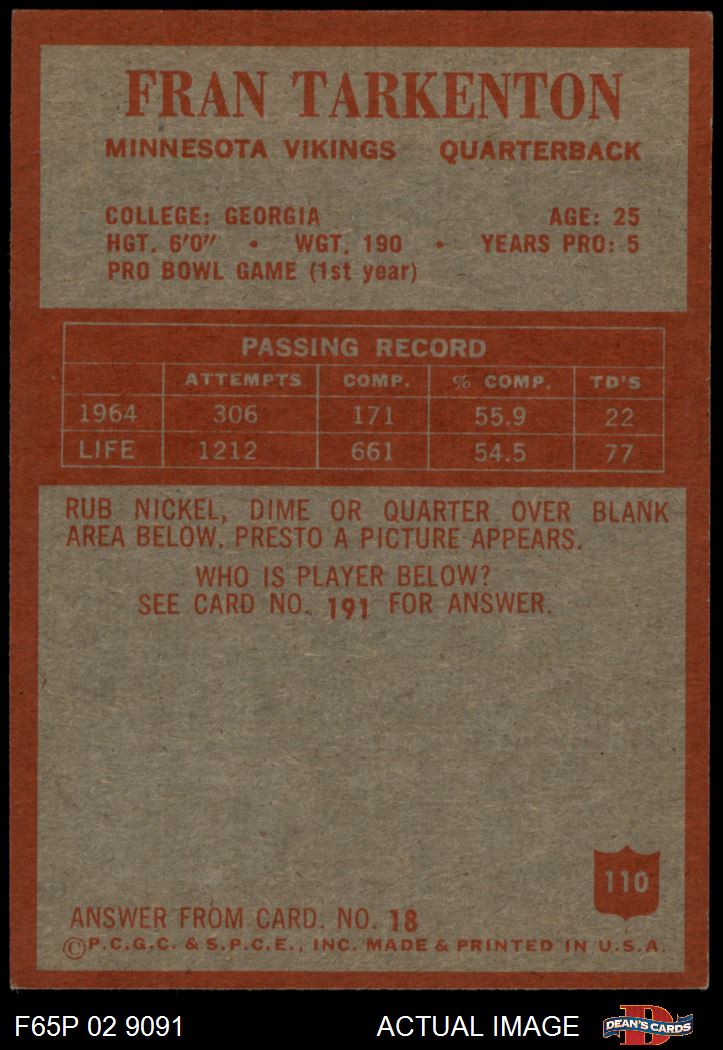 FRAN TARKENTON
MINNESOTA VIKINGS QUARTERBACK
COLLEGE: GEORGIA AGE: 25
HGT. 6'0" • WGT. 190 • YEARS PRO: 5
PRO BOWL GAME (1st year)
PASSING RECORD
ATTEMPTS COMP. % COMP. TD'S
1964 306 171 55.9 22
LIFE 1212 661 54.5 77
RUB NICKEL, DIME OR QUARTER OVER BLANK
AREA BELOW. PRESTO A PICTURE APPEARS.
WHO IS PLAYER BELOW?
SEE CARD NO. 191 FOR ANSWER.
110
ANSWER FROM CARD. NO. 18
©P.C.G.C. & S.P.C.E., INC. MADE & PRINTED IN U.S.A.
F65P 02 9091 ACTUAL IMAGE D DEAN'S CARDS